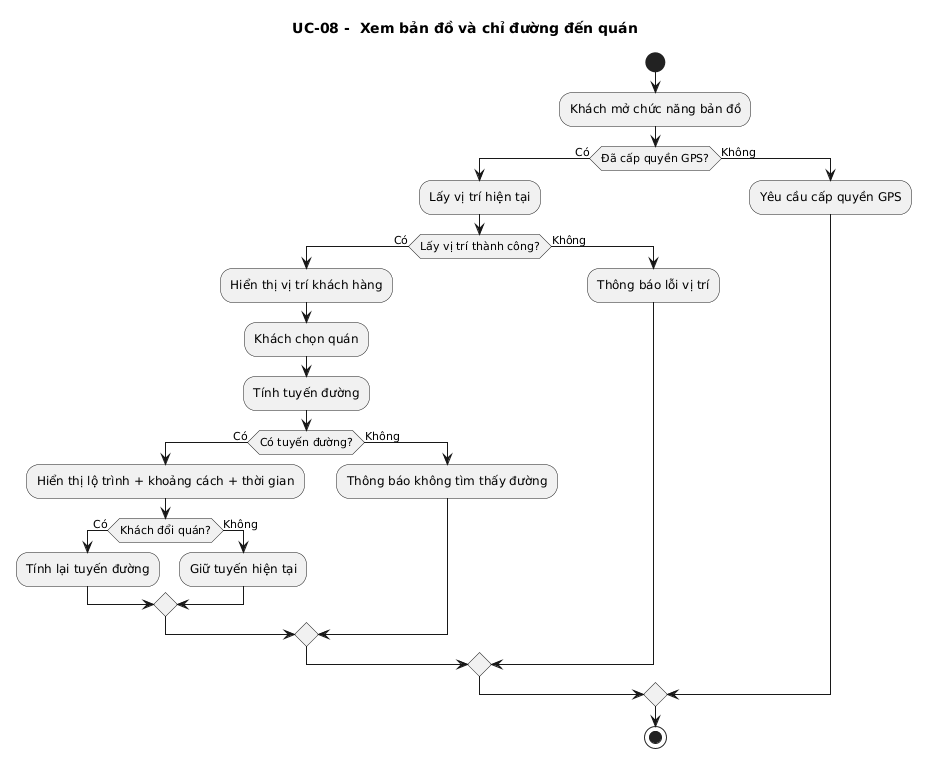 UC-08 -  Xem bản đồ và chỉ đường đến quán
Khách mở chức năng bản đồ
Có
Đã cấp quyền GPS?
Không
Lấy vị trí hiện tại
Yêu cầu cấp quyền GPS
Có
Lấy vị trí thành công?
Không
Hiển thị vị trí khách hàng
Thông báo lỗi vị trí
Khách chọn quán
Tính tuyến đường
Có
Có tuyến đường?
Không
Hiển thị lộ trình + khoảng cách + thời gian
Thông báo không tìm thấy đường
Có
Khách đổi quán?
Không
Tính lại tuyến đường
Giữ tuyến hiện tại